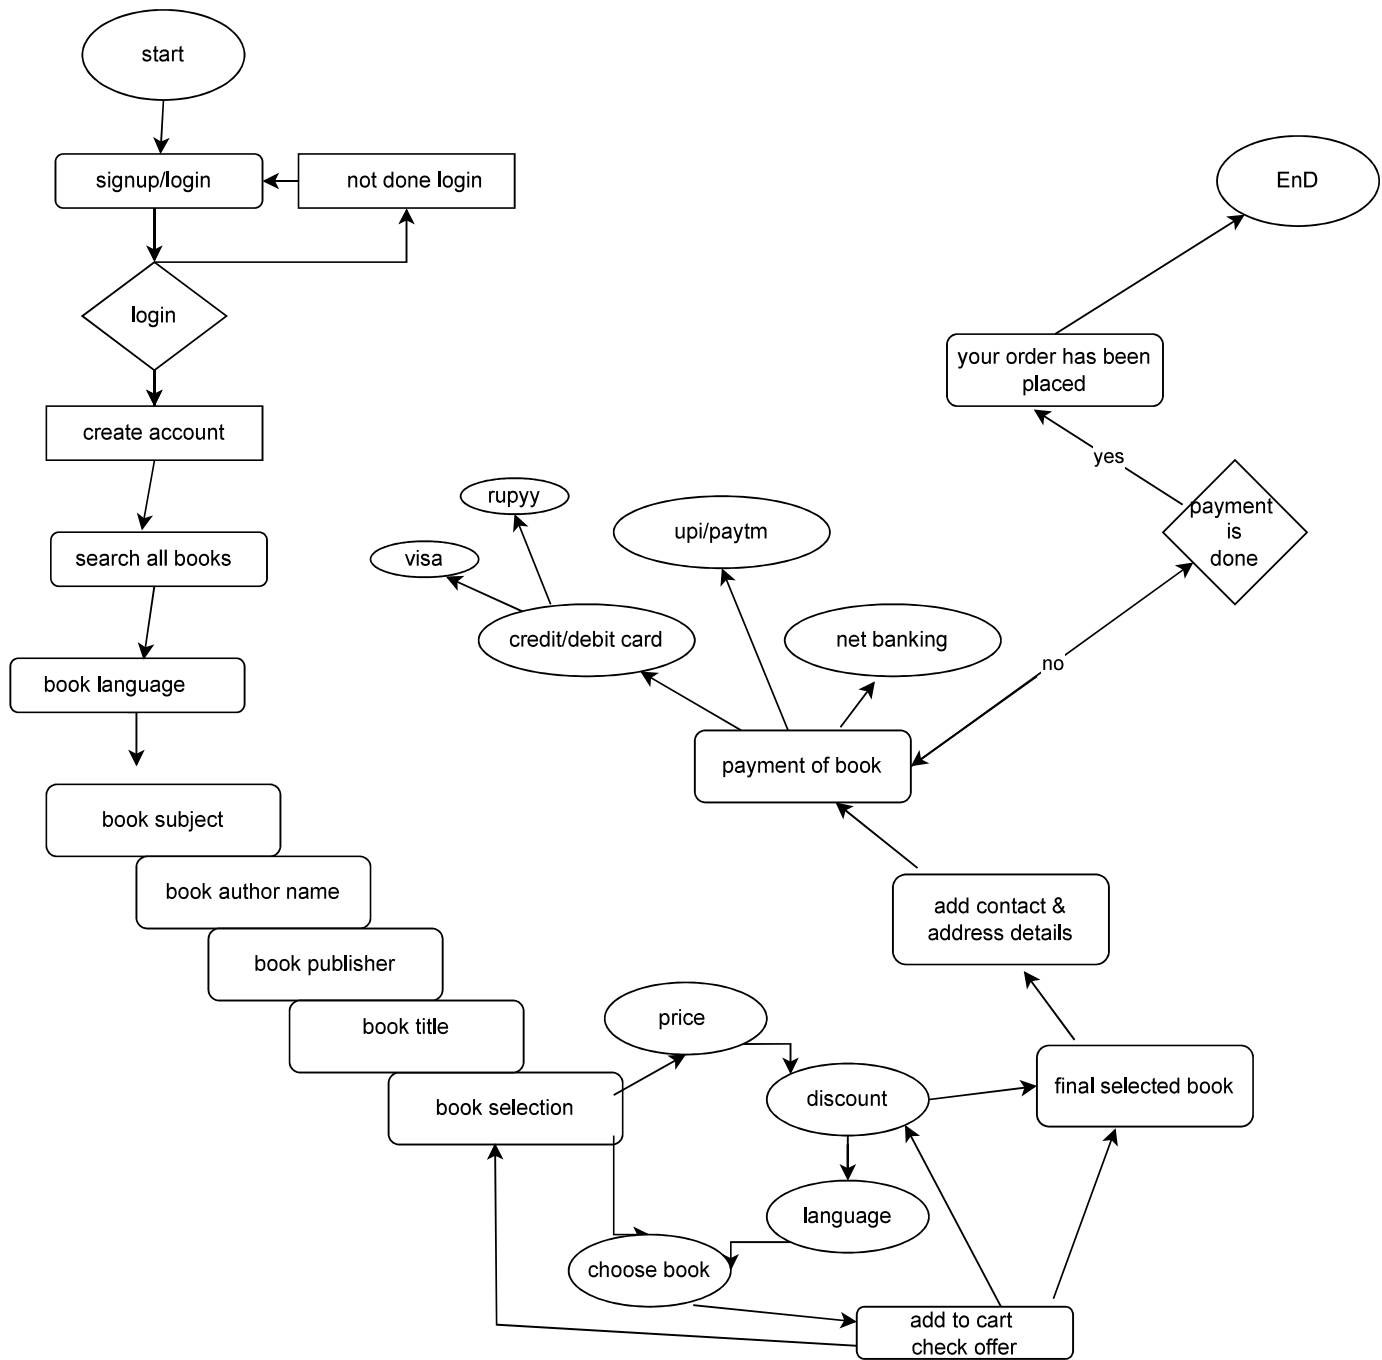 start
signup/login
not done login
login
create account
search all books
book language
book subject
book author name
book publisher
book title
book selection
price
discount
language
choose book
add to cart
check offer
final selected book
add contact &
address details
payment of book
credit/debit card
visa
rupyy
upi/paytm
net banking
no
payment
is
done
yes
your order has been
placed
EnD